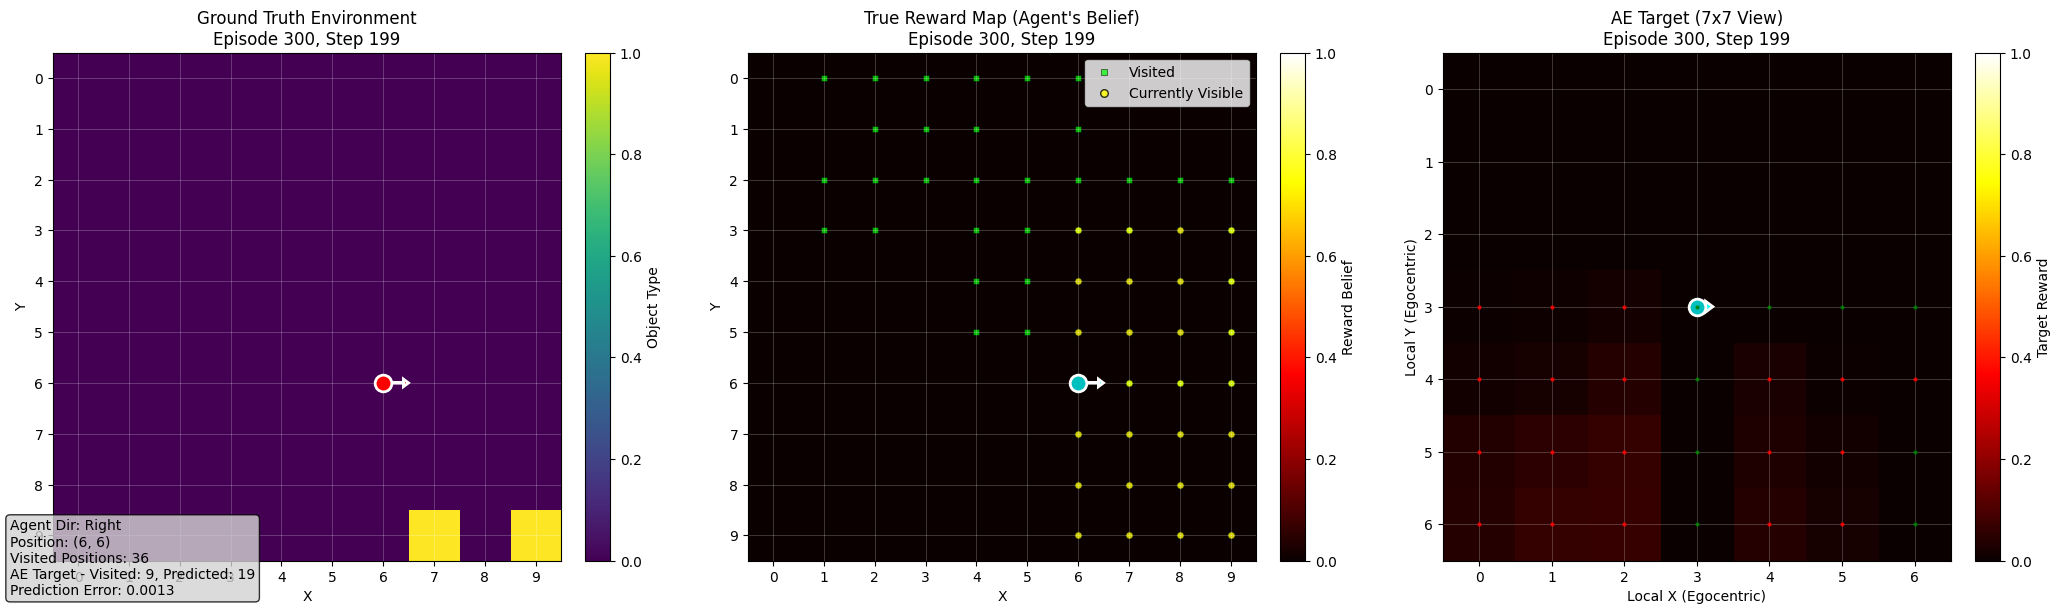 Ground Truth Environment
Episode 300, Step 199
0
1
2
3
4
5
6
7
8
Y
0 1 2 3 4 5 6 7 8 9
X
1.0
0.8
0.6
0.4
0.2
0.0
Object Type
Agent Dir: Right
Position: (6, 6)
Visited Positions: 36
AE Target - Visited: 9, Predicted: 19
Prediction Error: 0.0013
True Reward Map (Agent's Belief)
Episode 300, Step 199
Visited
Currently Visible
0
1
2
3
4
5
6
7
8
9
Y
0 1 2 3 4 5 6 7 8 9
X
1.0
0.8
0.6
0.4
0.2
0.0
Reward Belief
AE Target (7x7 View)
Episode 300, Step 199
0
1
2
3
4
5
6
Local Y (Egocentric)
0 1 2 3 4 5 6
Local X (Egocentric)
1.0
0.8
0.6
0.4
0.2
0.0
Target Reward